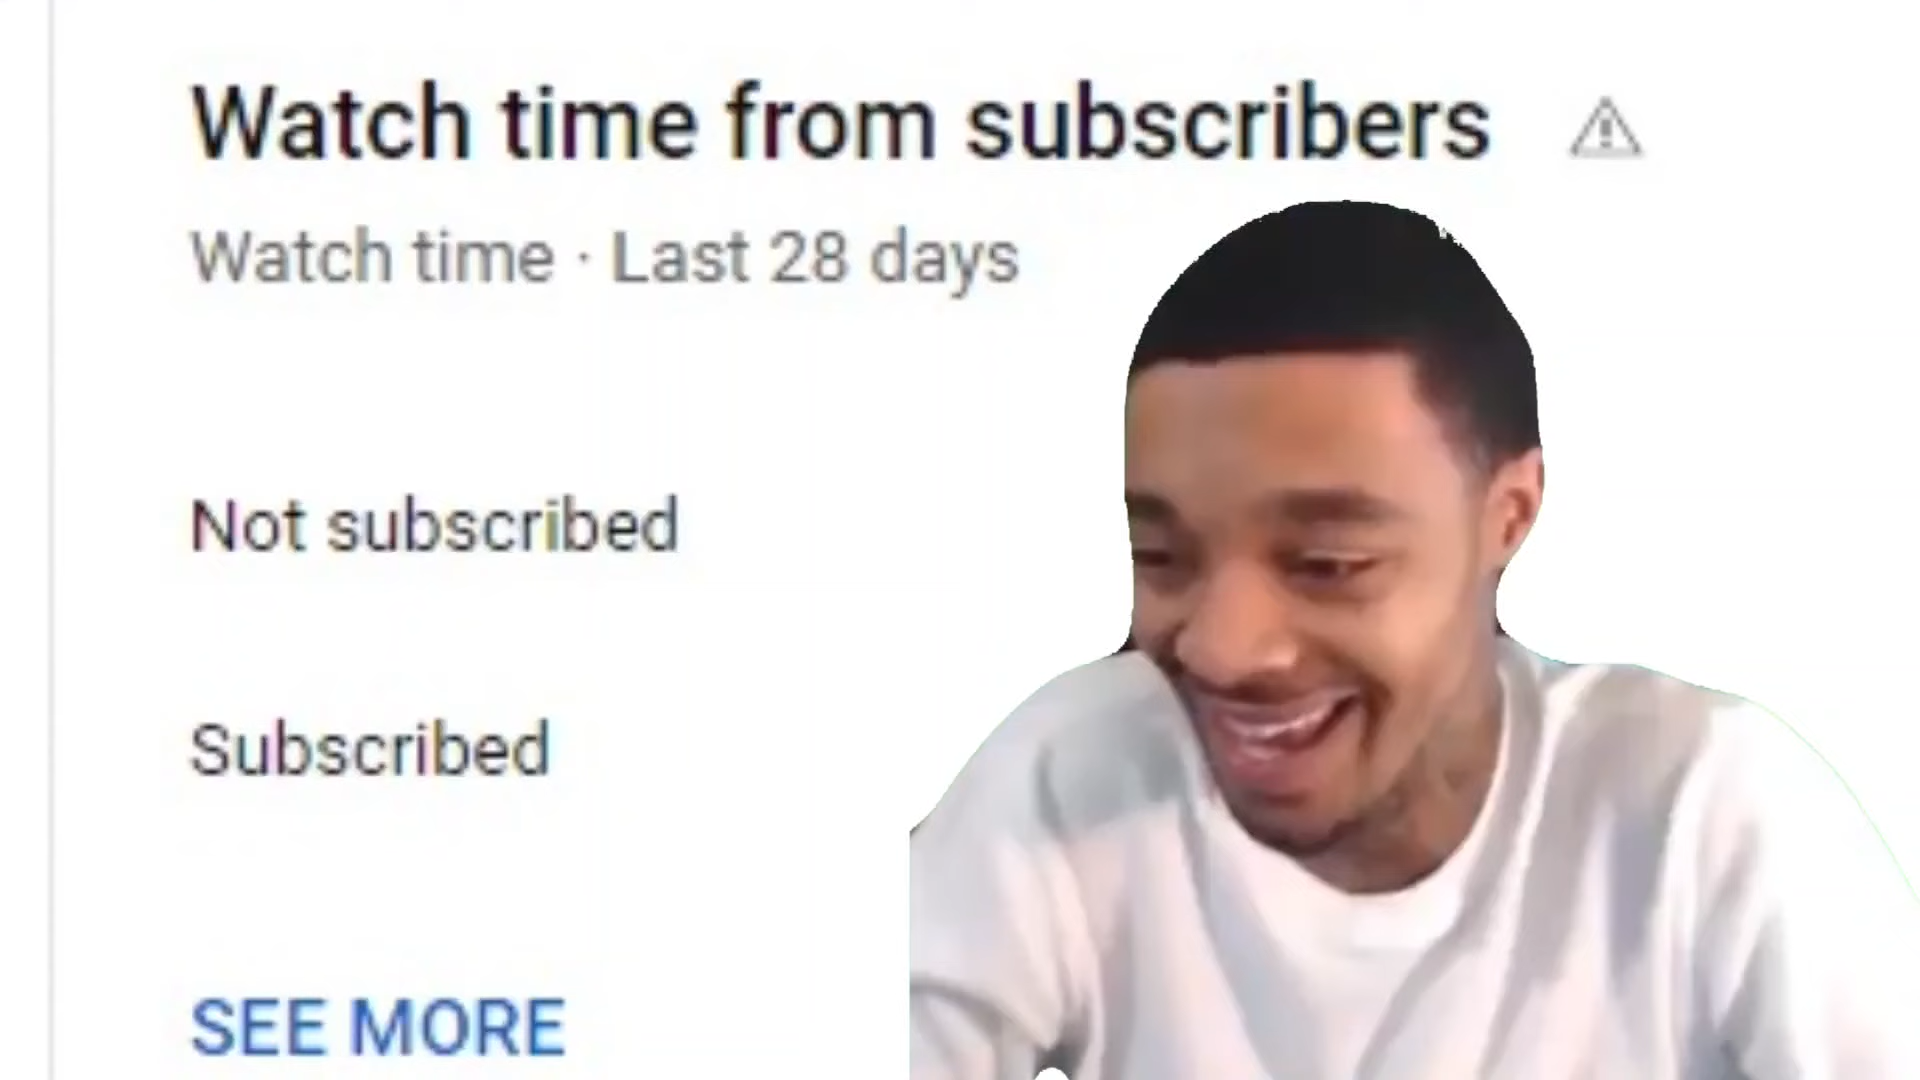 Watch time from subscribers
Watch time · Last 28 days
Not subscribed
Subscribed
SEE MORE